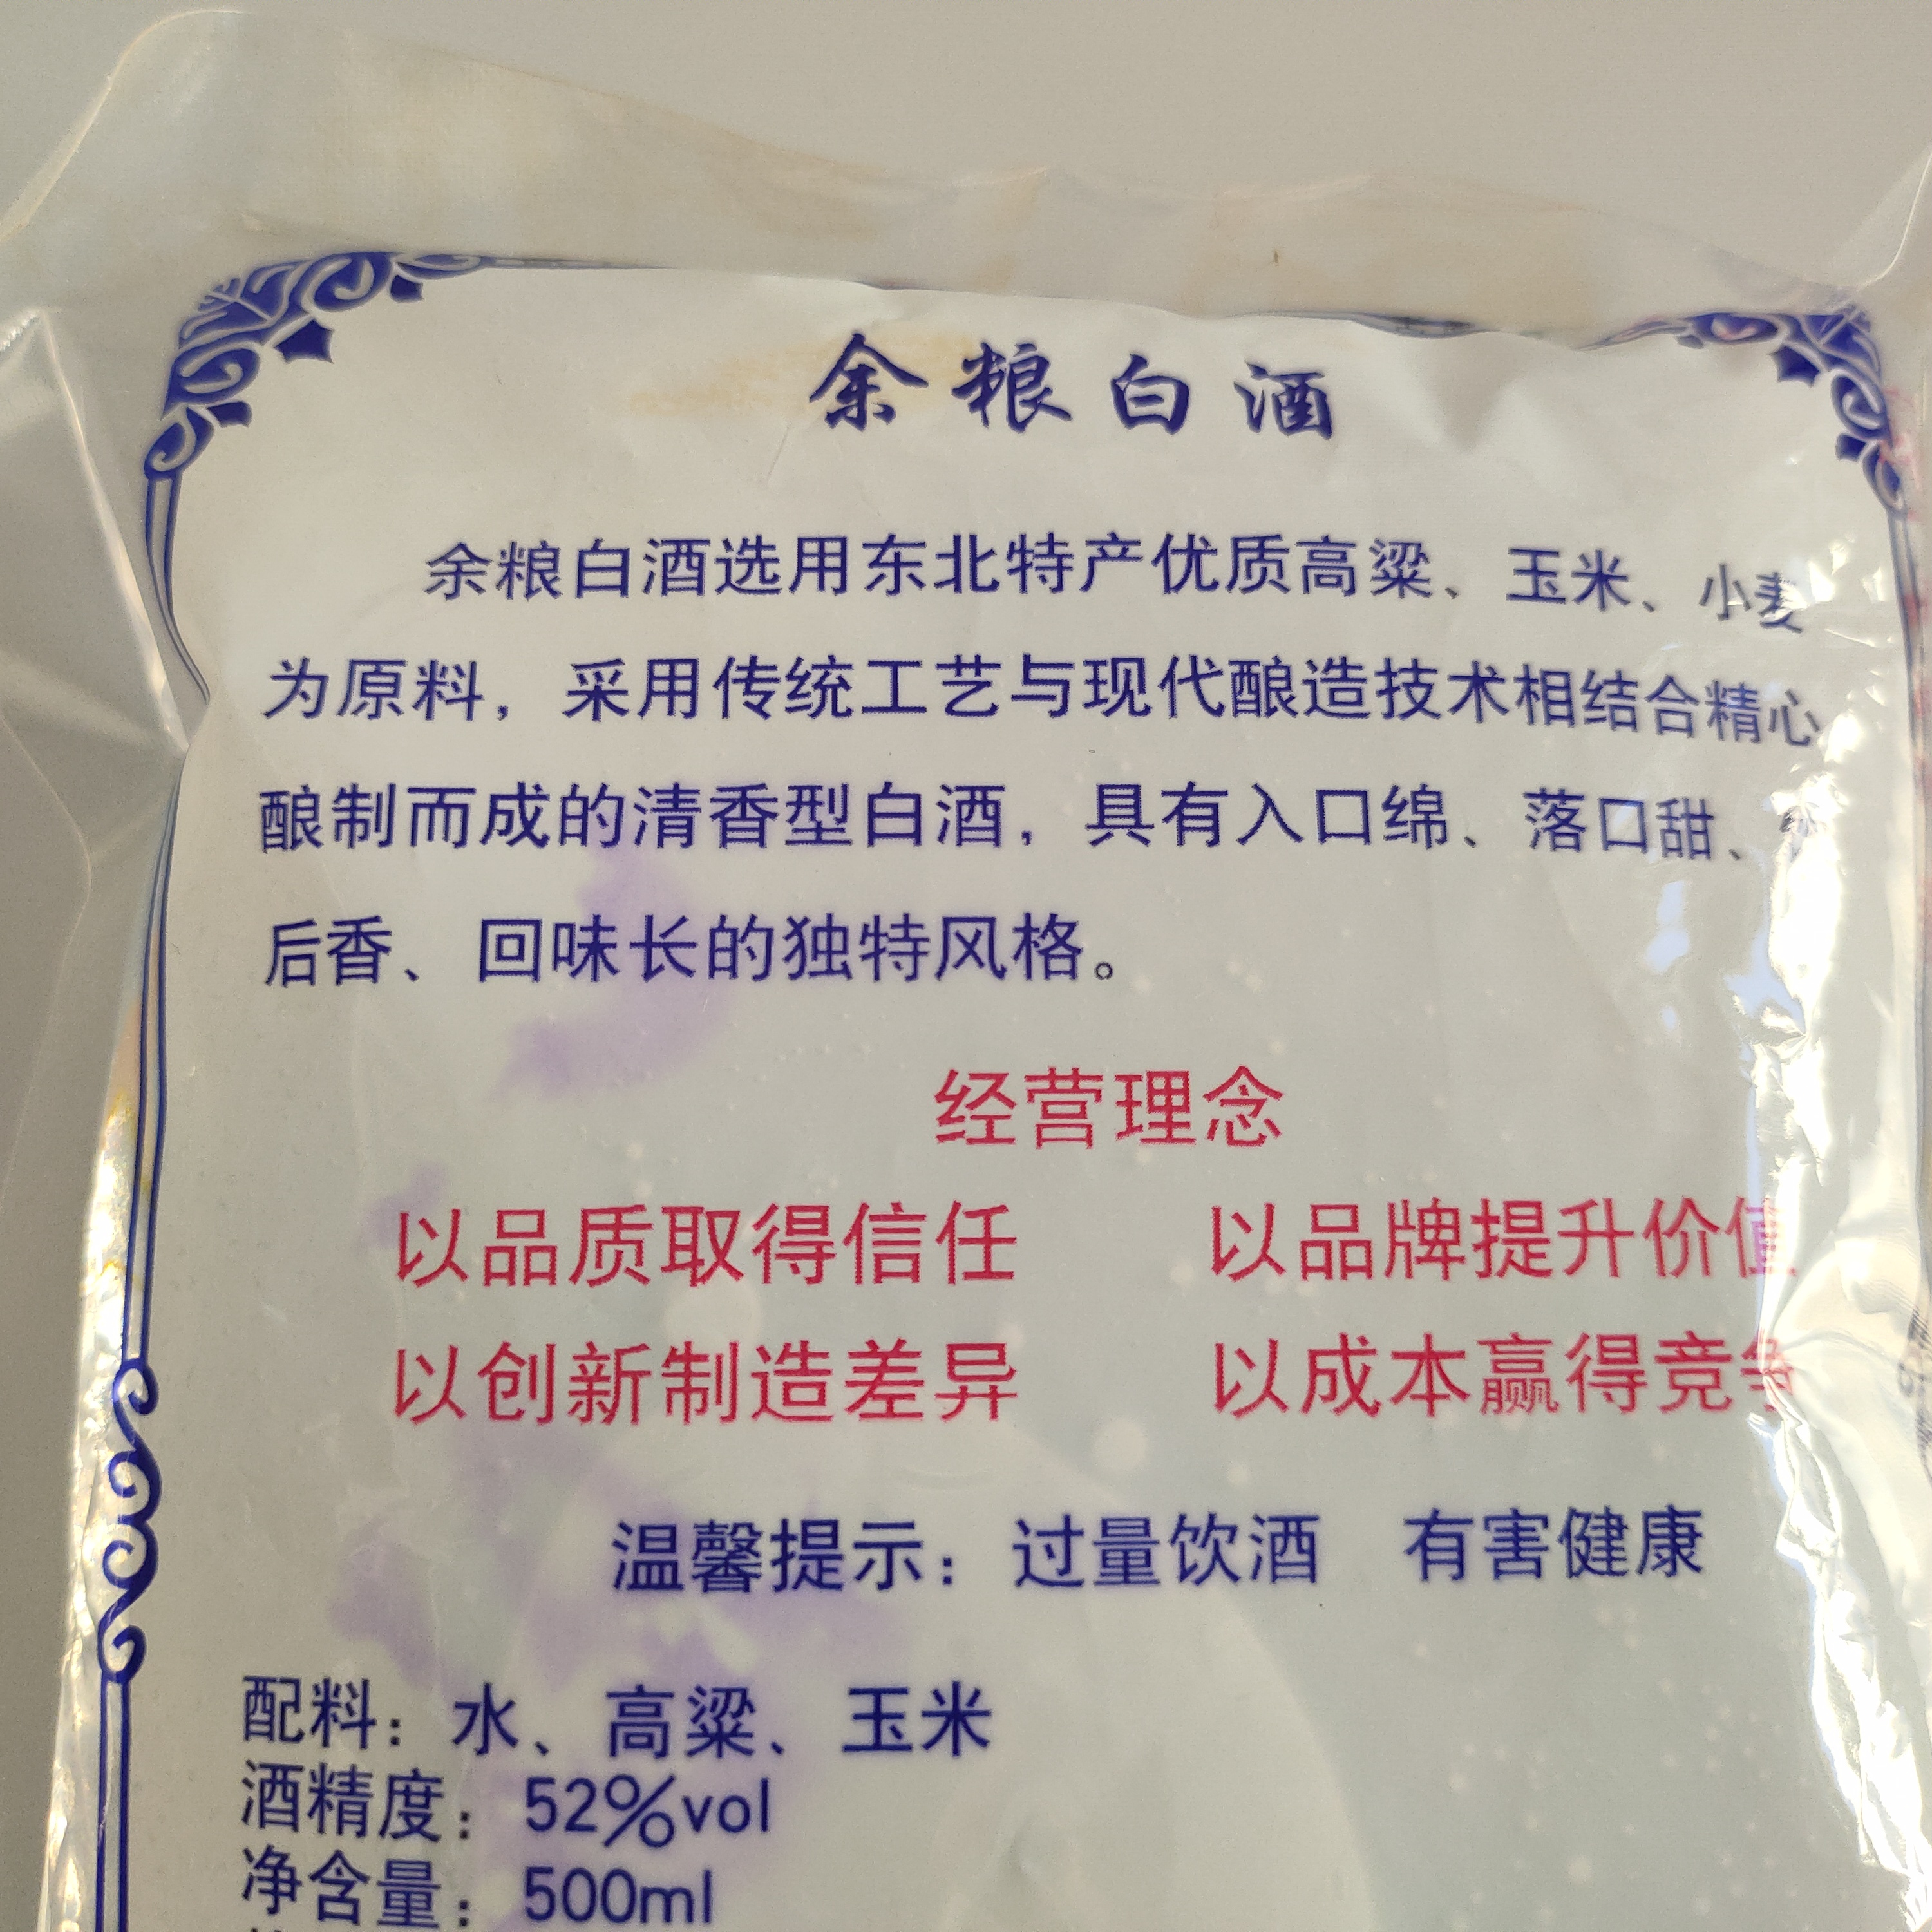 余粮白酒
余粮白酒选用东北特产优质高粱、玉米、小麦
为原料，采用传统工艺与现代酿造技术相结合精心
酿制而成的清香型白酒，具有入口绵、落口甜、
后香、回味长的独特风格。
经营理念
以品质取得信任 以品牌提升价值
以创新制造差异 以成本赢得竞争
温馨提示：过量饮酒 有害健康
配料：水、高粱、玉米
酒精度：52%vol
净含量：500ml